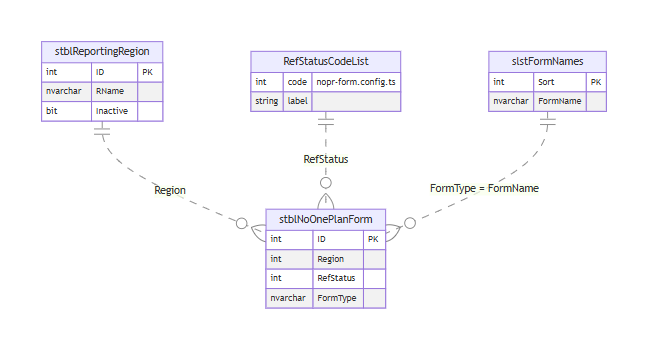 stblReportingRegion
int ID PK
nvarchar RName
bit Inactive
RefStatusCodeList
int code nopr-form.config.ts
string label
slstFormNames
int Sort PK
nvarchar FormName
Region
RefStatus
FormType = FormName
stblNoOnePlanForm
int ID PK
int Region
int RefStatus
nvarchar FormType